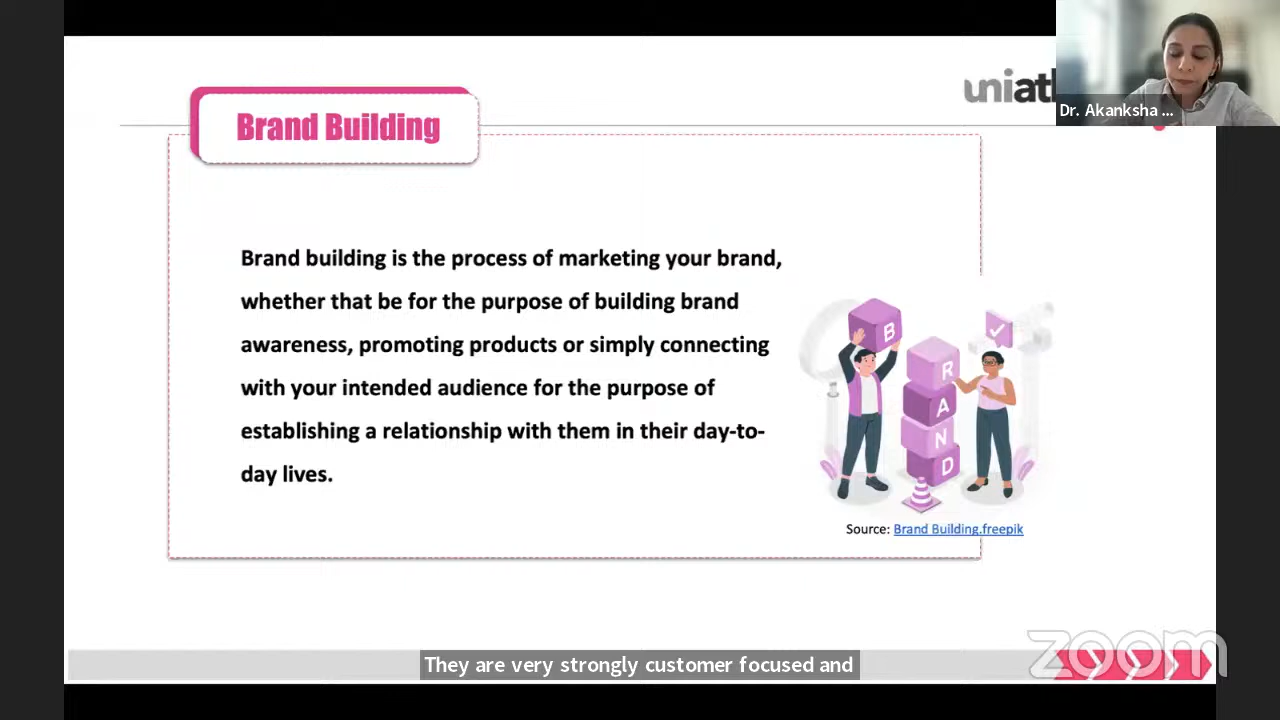 uniatl
Dr. Akanksha ...
Brand Building
Brand building is the process of marketing your brand,
whether that be for the purpose of building brand
awareness, promoting products or simply connecting
with your intended audience for the purpose of
establishing a relationship with them in their day-to-
day lives.
B
R
A
N
D
Source: Brand Building.freepik
They are very strongly customer focused and
zoom